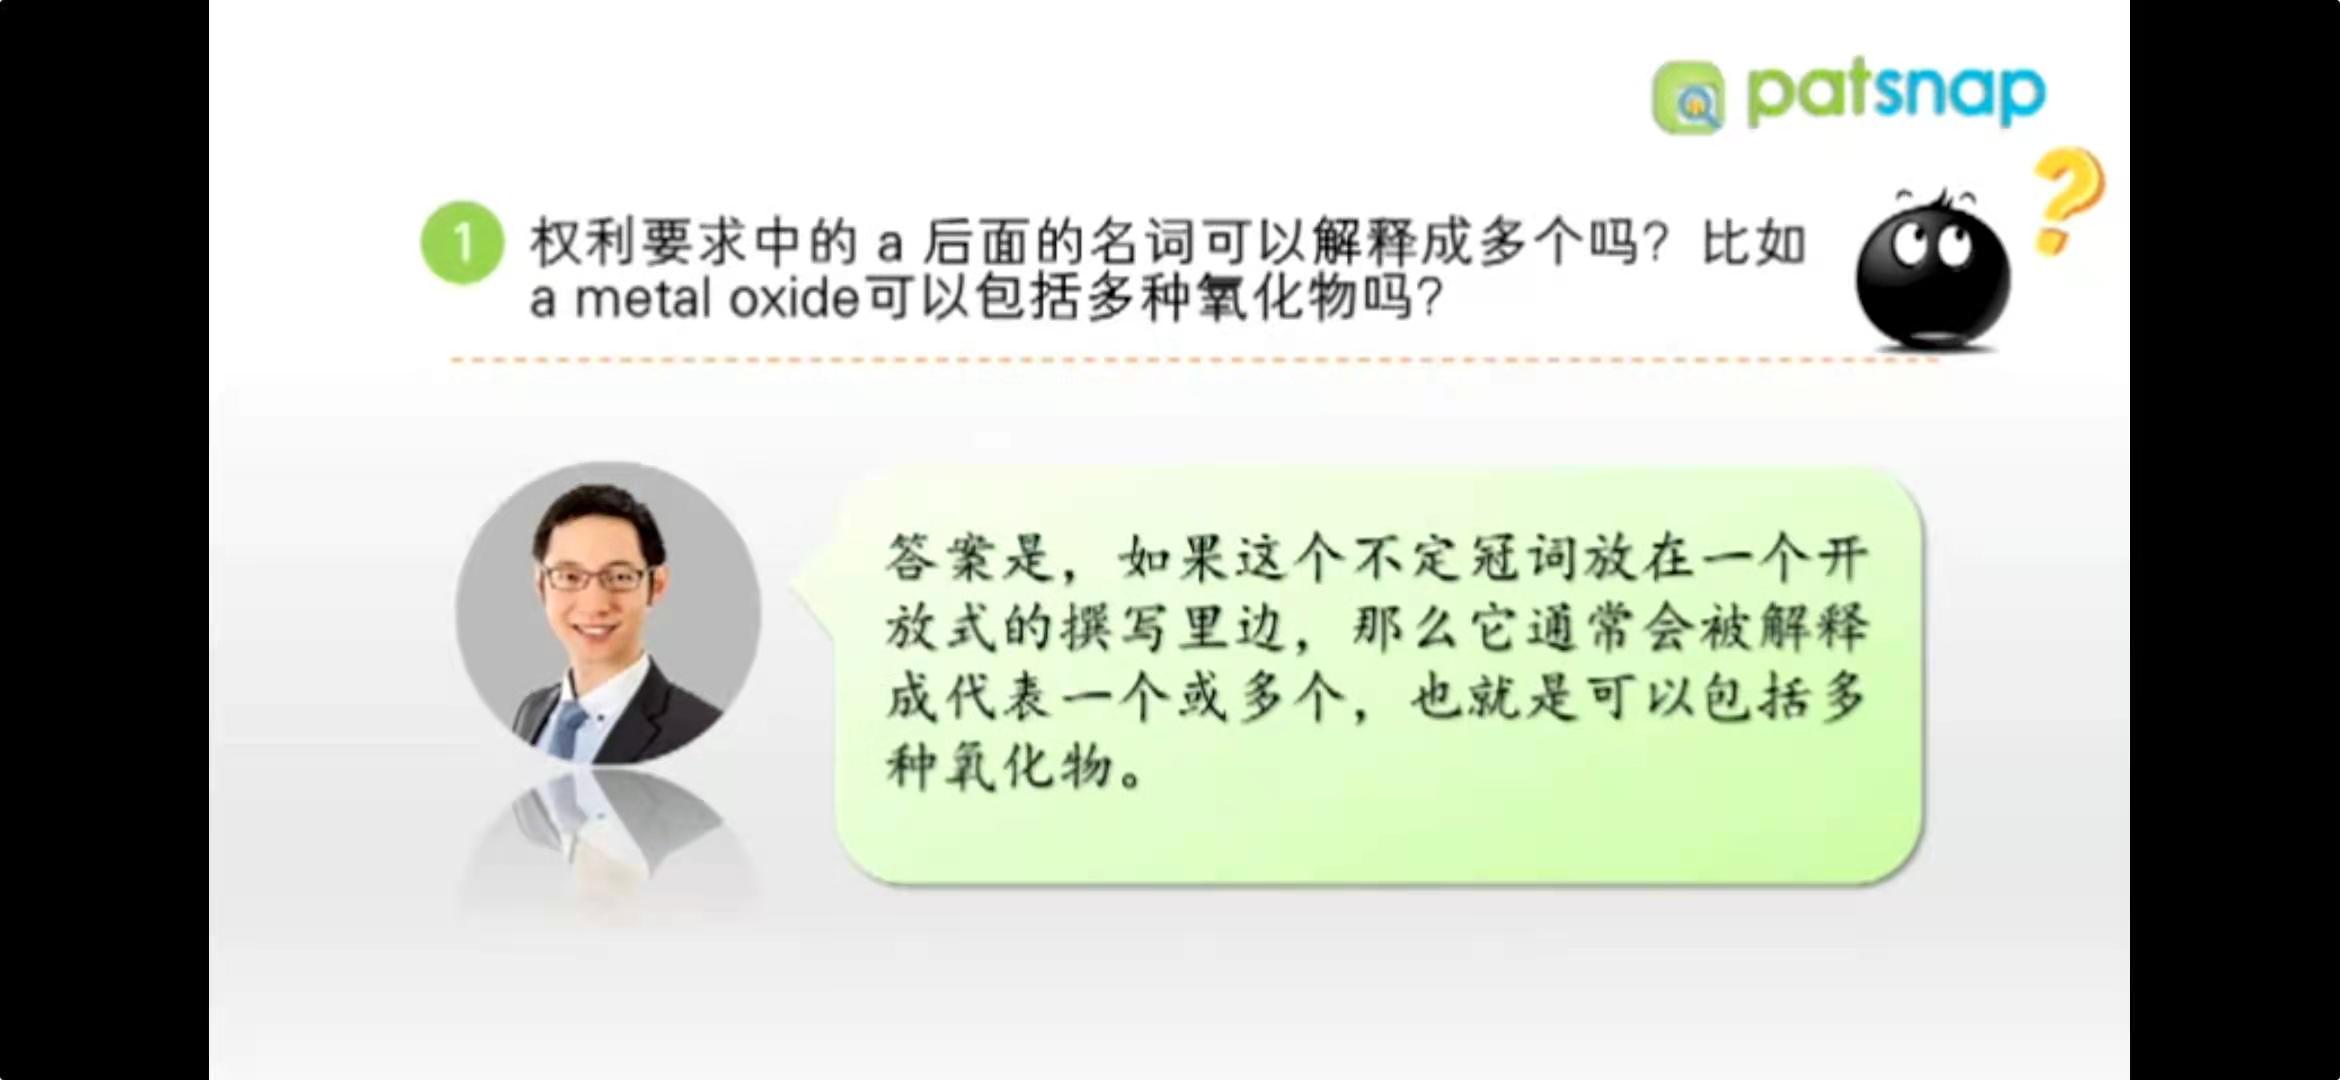 patsnap
1 权利要求中的 a 后面的名词可以解释成多个吗？比如
a metal oxide可以包括多种氧化物吗？
答案是，如果这个不定冠词放在一个开
放式的撰写里边，那么它通常会被解释
成代表一个或多个，也就是可以包括多
种氧化物。